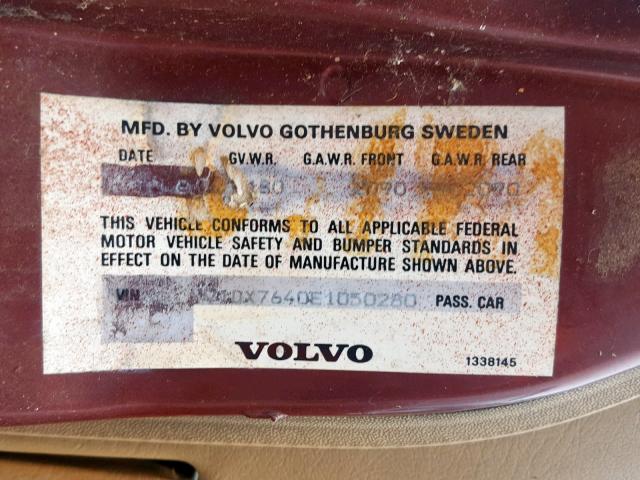 MFD. BY VOLVO GOTHENBURG SWEDEN
DATE G.V.W.R. G.A.W.R. FRONT G.A.W.R. REAR
THIS VEHICLE CONFORMS TO ALL APPLICABLE FEDERAL
MOTOR VEHICLE SAFETY AND BUMPER STANDARDS IN
EFFECT ON THE DATE OF MANUFACTURE SHOWN ABOVE.
VIN PASS. CAR
VOLVO
1338145